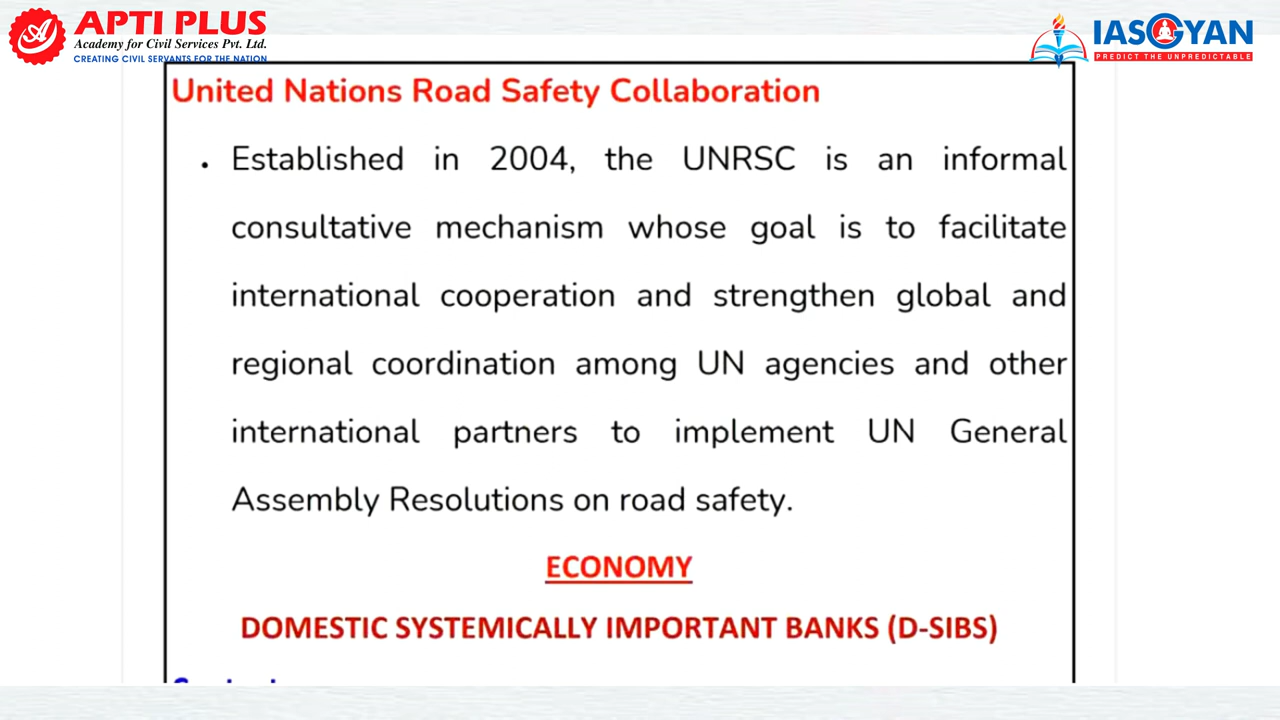 APTI PLUS
Academy for Civil Services Pvt. Ltd.
CREATING CIVIL SERVANTS FOR THE NATION
IASGYAN
PREDICT THE UNPREDICTABLE
United Nations Road Safety Collaboration
• Established in 2004, the UNRSC is an informal
consultative mechanism whose goal is to facilitate
international cooperation and strengthen global and
regional coordination among UN agencies and other
international partners to implement UN General
Assembly Resolutions on road safety.
ECONOMY
DOMESTIC SYSTEMICALLY IMPORTANT BANKS (D-SIBS)